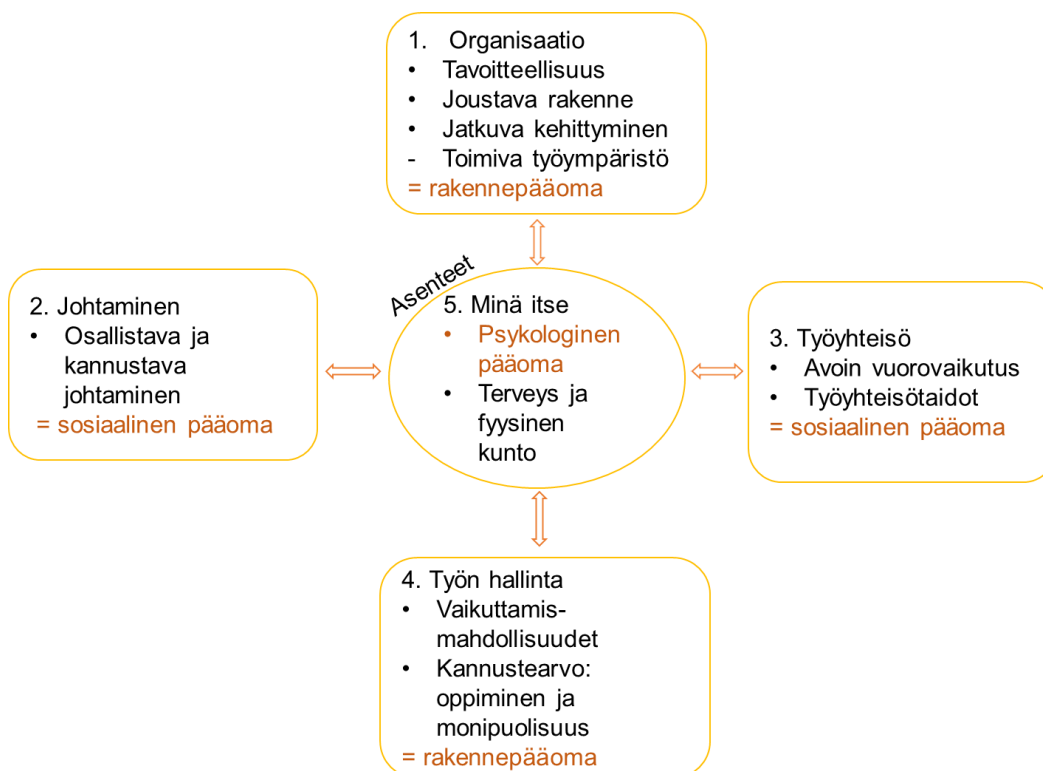 1. Organisaatio
• Tavoitteellisuus
• Joustava rakenne
• Jatkuva kehittyminen
- Toimiva työympäristö
= rakennepääoma
2. Johtaminen
• Osallistava ja
kannustava
johtaminen
= sosiaalinen pääoma
Asenteet
5. Minä itse
• Psykologinen
pääoma
• Terveys ja
fyysinen
kunto
3. Työyhteisö
• Avoin vuorovaikutus
• Työyhteisötaidot
= sosiaalinen pääoma
4. Työn hallinta
• Vaikuttamis-
mahdollisuudet
• Kannustearvo:
oppiminen ja
monipuolisuus
= rakennepääoma